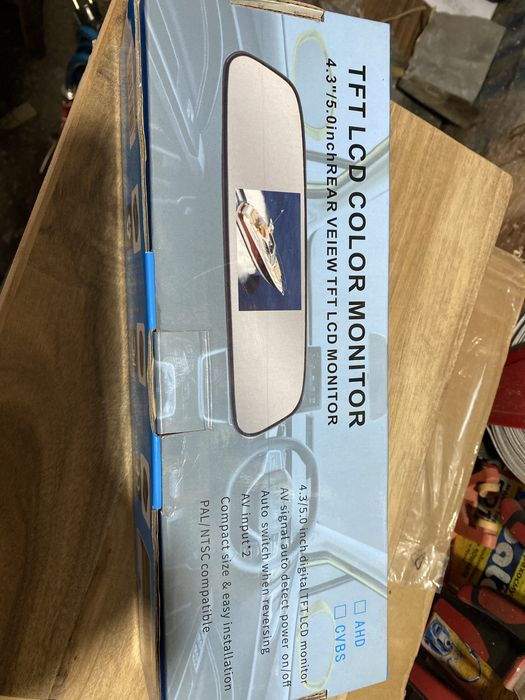 TFT LCD COLOR MONITOR
4.3"/5.0inchREAR VEIEW TFT LCD MONITOR
AHD
CVBS
4.3/5.0 inch digital TFT LCD monitor
AV signal auto detect power on/off
Auto switch when reversing
AV input*2
Compact size & easy installation
PAL/NTSC compatible